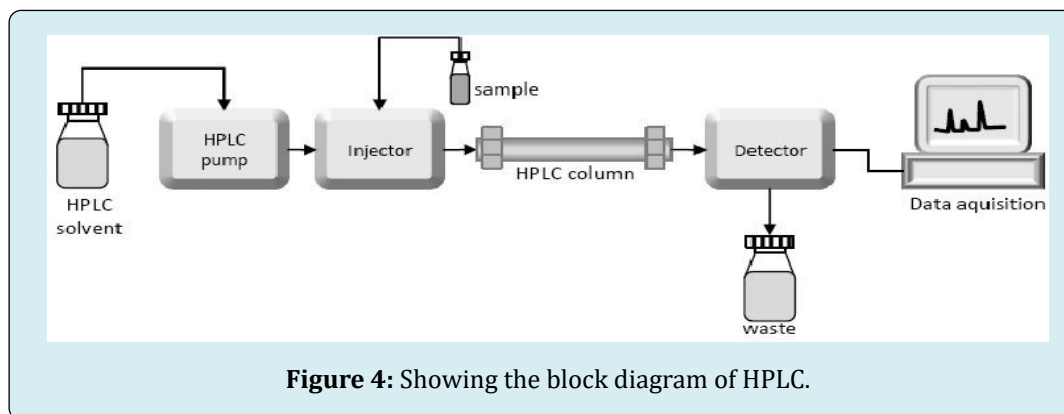 HPLC
solvent
HPLC
pump
Injector
sample
HPLC column
Detector
waste
Data aquisition
Figure 4: Showing the block diagram of HPLC.